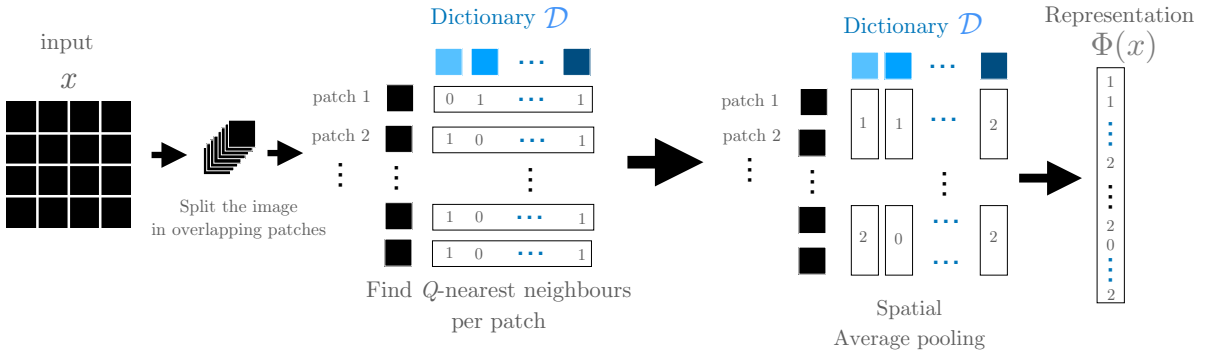 input
x
Split the image
in overlapping patches
Dictionary 𝒟
patch 1
0 1 ... 1
patch 2
1 0 ... 1
⋮ ⋮ ⋮
1 0 ... 1
1 0 ... 1
Find Q-nearest neighbours
per patch
Dictionary 𝒟
patch 1
patch 2
1 1 ... 2
⋮ ⋮ ⋮
2 0 ... 2
Spatial
Average pooling
Representation
Φ(x)
1
1
⋮
2
⋮
2
0
⋮
2